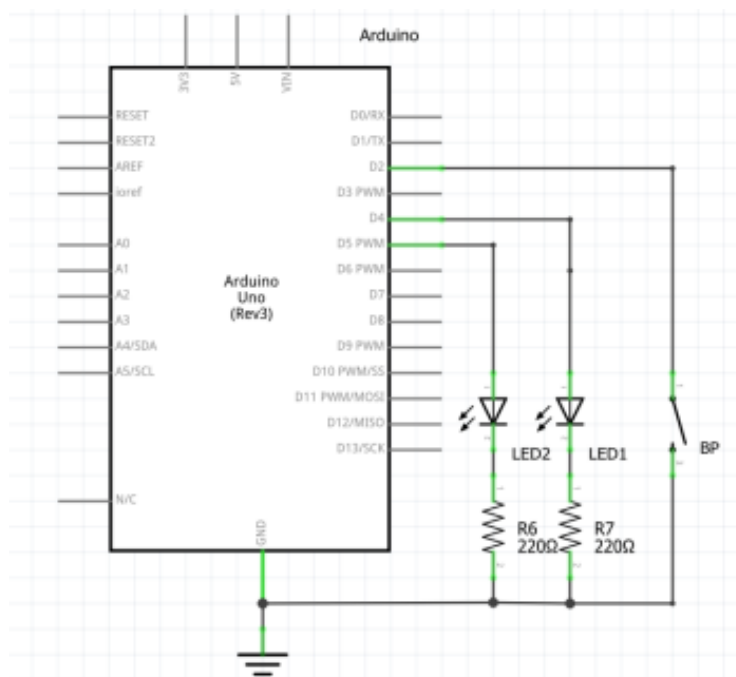 Arduino
3V3
5V
VIN
RESET
RESET2
AREF
ioref
A0
A1
A2
A3
A4/SDA
A5/SCL
N/C
Arduino
Uno
(Rev3)
D0/RX
D1/TX
D2
D3 PWM
D4
D5 PWM
D6 PWM
D7
D8
D9 PWM
D10 PWM/SS
D11 PWM/MOSI
D12/MISO
D13/SCK
GND
LED2
LED1
BP
R6
220Ω
R7
220Ω